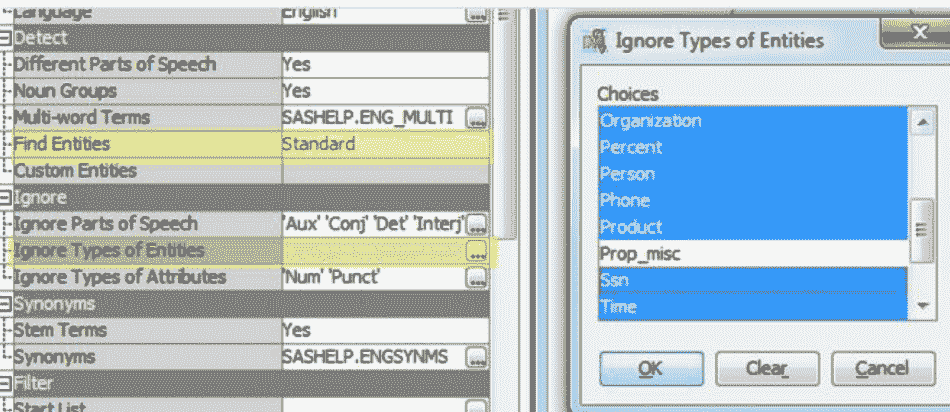 Language English
Detect
Different Parts of Speech Yes
Noun Groups Yes
Multi-word Terms SASHELP.ENG_MULTI ...
Find Entities Standard
Custom Entities
Ignore
Ignore Parts of Speech 'Aux' 'Conj' 'Det' 'Interj' ...
Ignore Types of Entities ...
Ignore Types of Attributes 'Num' 'Punct' ...
Synonyms
Stem Terms Yes
Synonyms SASHELP.ENGSYNMS ...
Filter
Start List
Ignore Types of Entities
Choices
Organization
Percent
Person
Phone
Product
Prop_misc
Ssn
Time
OK Clear Cancel